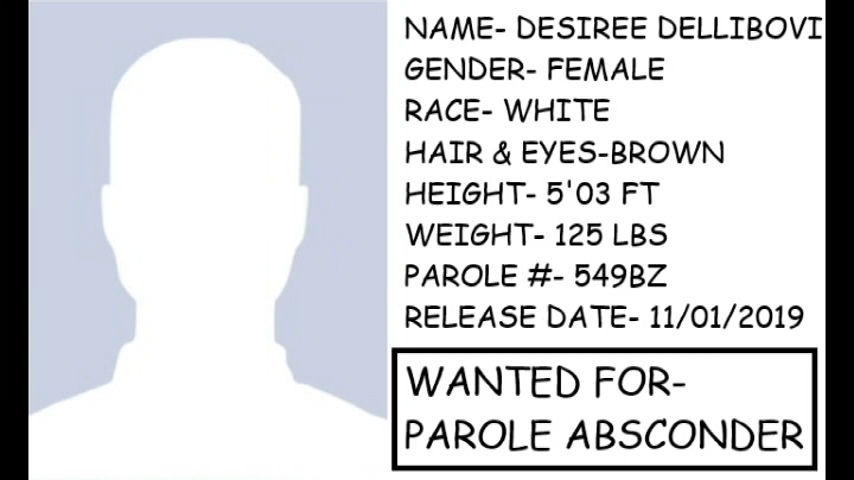 NAME- DESIREE DELLIBOVI
GENDER- FEMALE
RACE- WHITE
HAIR & EYES-BROWN
HEIGHT- 5'03 FT
WEIGHT- 125 LBS
PAROLE #- 549BZ
RELEASE DATE- 11/01/2019
WANTED FOR-
PAROLE ABSCONDER